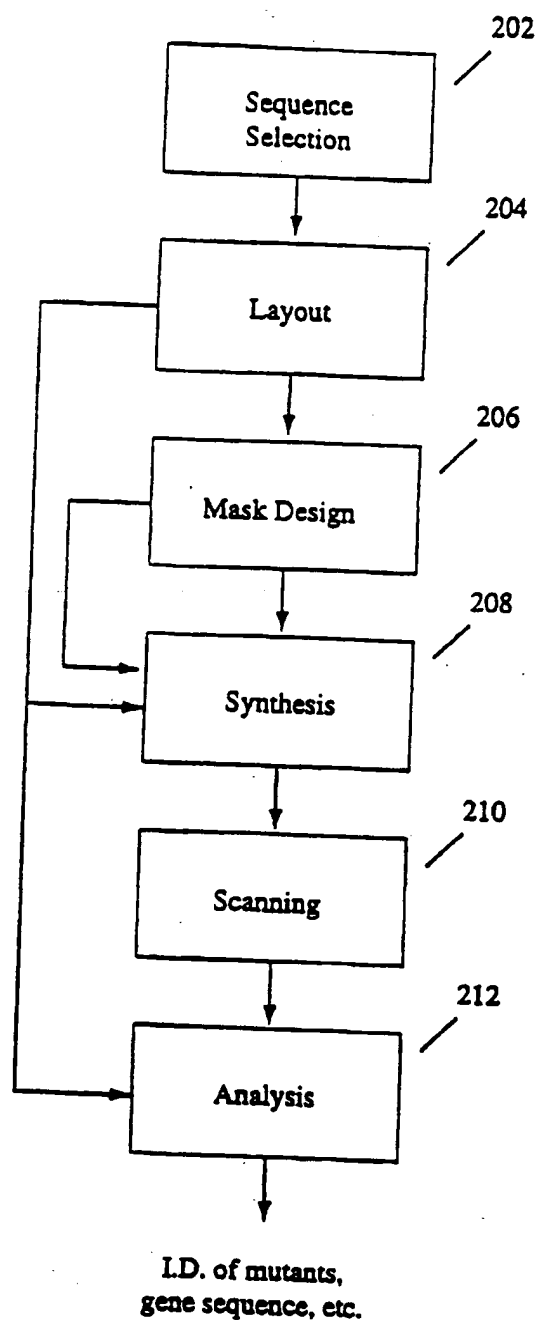 202
Sequence
Selection
204
Layout
206
Mask Design
208
Synthesis
210
Scanning
212
Analysis
I.D. of mutants,
gene sequence, etc.